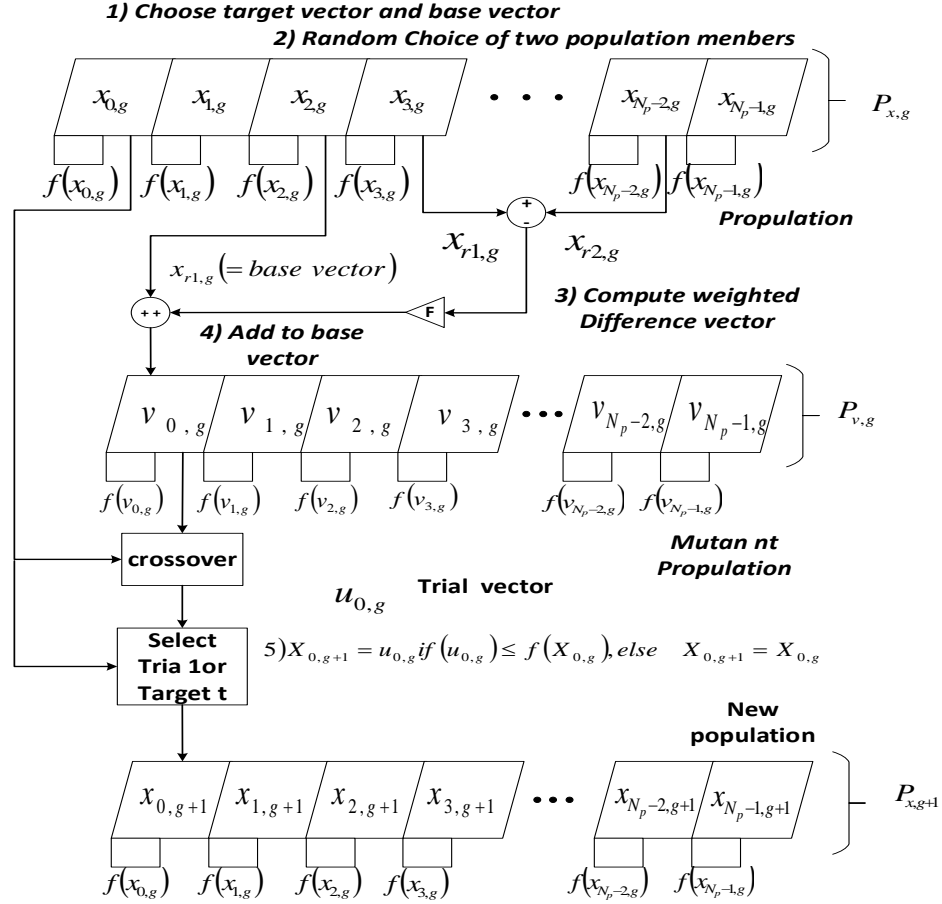 1) Choose target vector and base vector
2) Random Choice of two population menbers
x_{0,g} x_{1,g} x_{2,g} x_{3,g} • • • x_{N_p-2,g} x_{N_p-1,g} P_{x,g}
f(x_{0,g}) f(x_{1,g}) f(x_{2,g}) f(x_{3,g}) f(x_{N_p-2,g}) f(x_{N_p-1,g})
+
-
Propulation
x_{r1,g} x_{r2,g}
x_{r1,g}(= base vector)
3) Compute weighted
Difference vector
+ +
F
4) Add to base
vector
v_{0,g} v_{1,g} v_{2,g} v_{3,g} ••• v_{N_p-2,g} v_{N_p-1,g} P_{v,g}
f(v_{0,g}) f(v_{1,g}) f(v_{2,g}) f(v_{3,g}) f(v_{N_p-2,g}) f(v_{N_p-1,g})
crossover
Mutan nt
Propulation
u_{0,g} Trial vector
Select
Tria 1or
Target t
5)X_{0,g+1} = u_{0,g} if(u_{0,g}) ≤ f(X_{0,g}), else X_{0,g+1} = X_{0,g}
New
population
x_{0,g+1} x_{1,g+1} x_{2,g+1} x_{3,g+1} ••• x_{N_p-2,g+1} x_{N_p-1,g+1} P_{x,g+1}
f(x_{0,g}) f(x_{1,g}) f(x_{2,g}) f(x_{3,g}) f(x_{N_p-2,g}) f(x_{N_p-1,g})